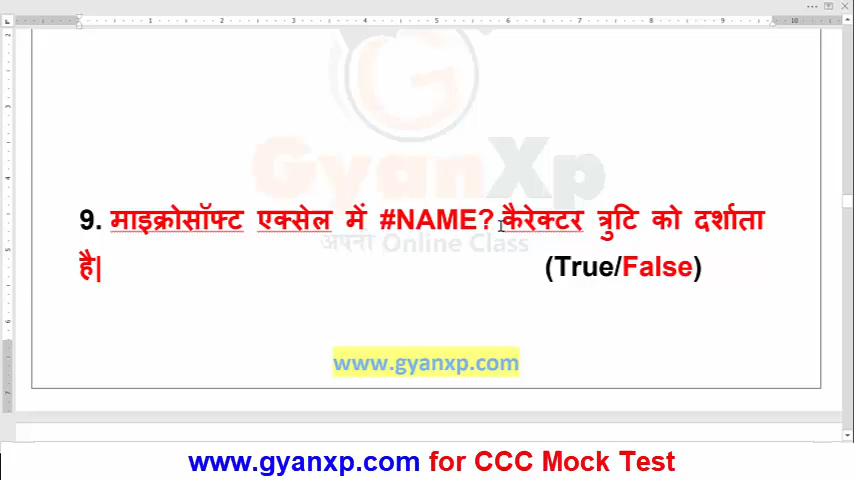 GyanXp
अपनी Online Class
9. माइक्रोसॉफ्ट एक्सेल में #NAME? कैरेक्टर त्रुटि को दर्शाता
है| (True/False)
www.gyanxp.com
www.gyanxp.com for CCC Mock Test